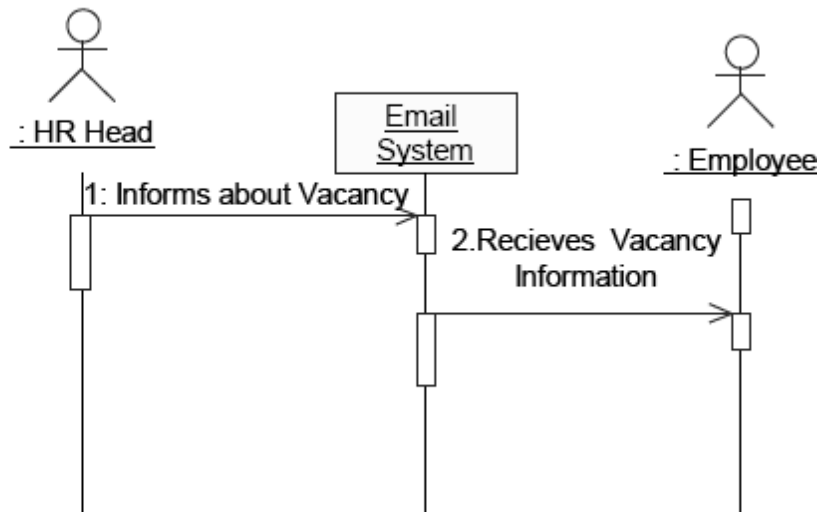 : HR Head
Email
System
: Employee
1: Informs about Vacancy
2.Recieves Vacancy
Information